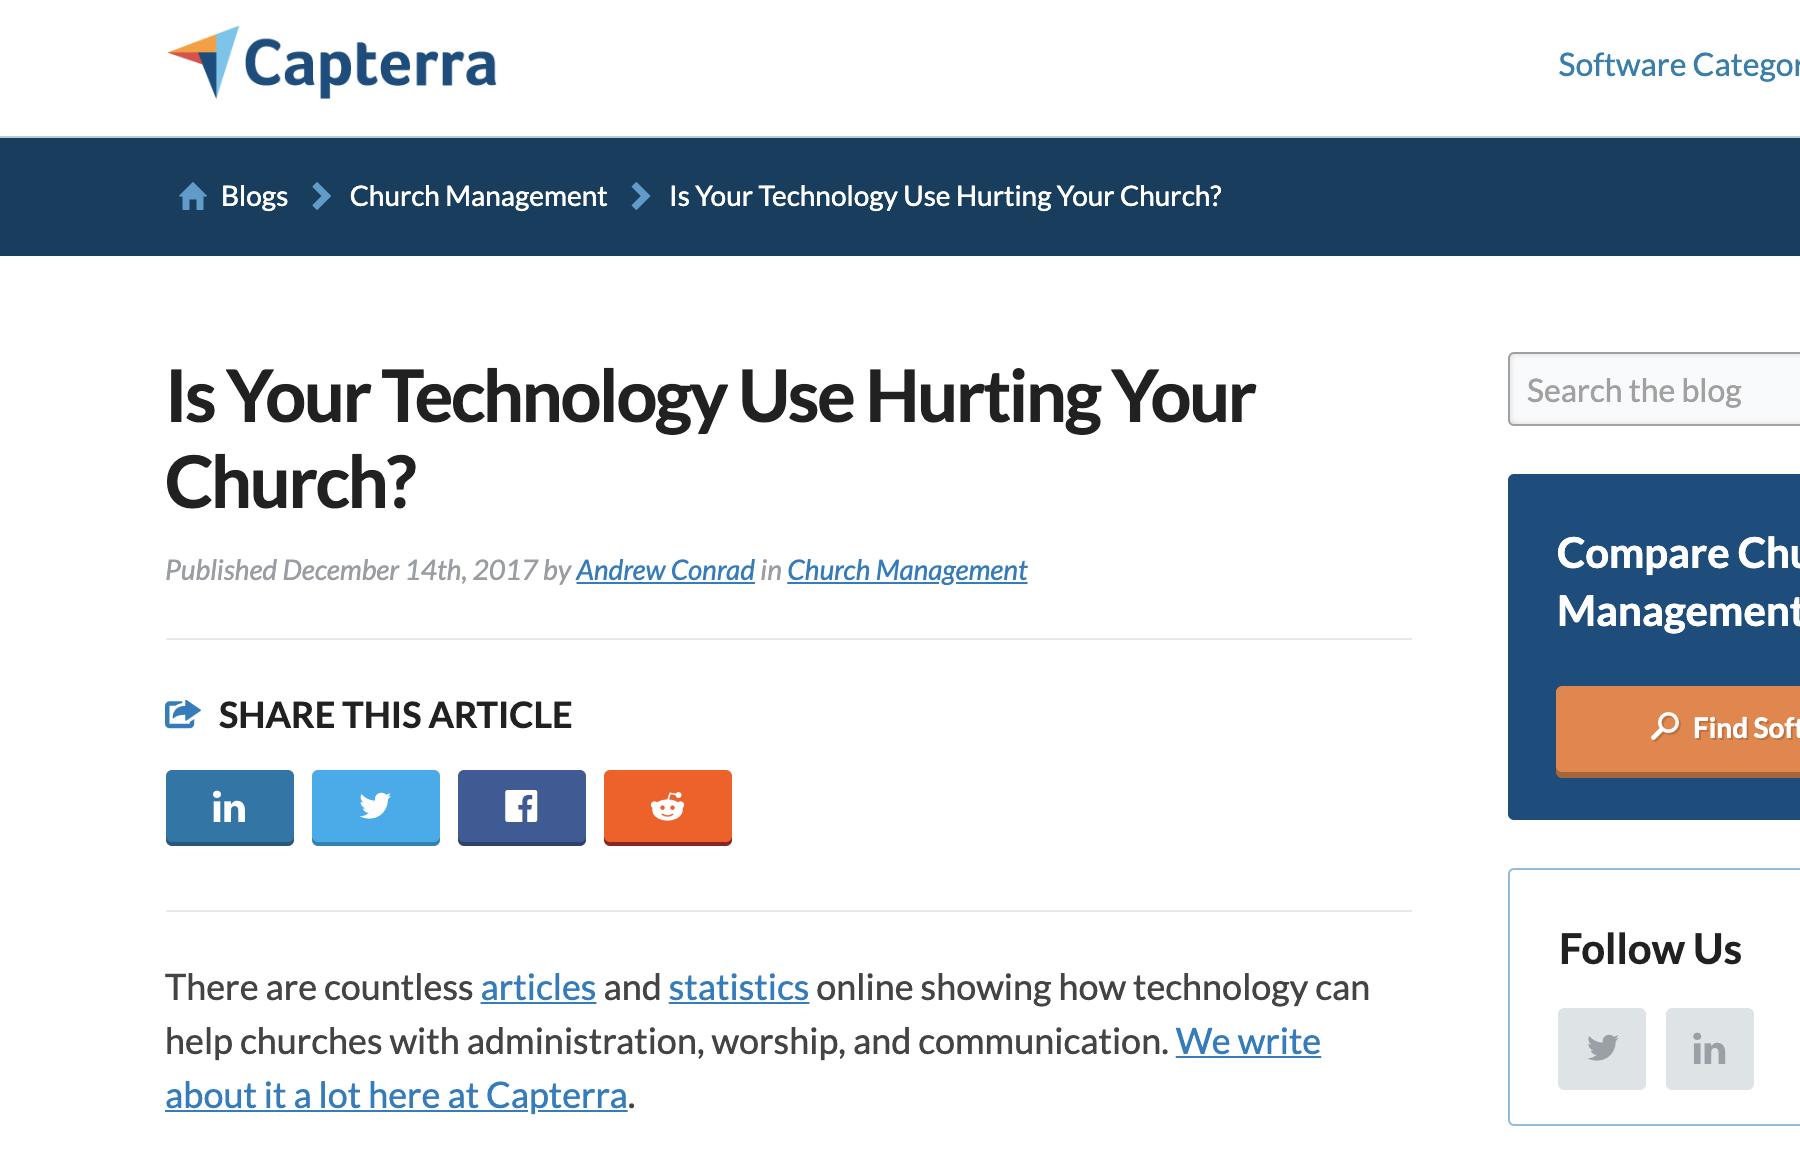 Capterra
Software Categor
Blogs
Church Management
Is Your Technology Use Hurting Your Church?
Is Your Technology Use Hurting Your
Church?
Published December 14th, 2017 by Andrew Conrad in Church Management
SHARE THIS ARTICLE
There are countless articles and statistics online showing how technology can
help churches with administration, worship, and communication. We write
about it a lot here at Capterra.
Search the blog
Compare Chu
Management
Find Soft
Follow Us